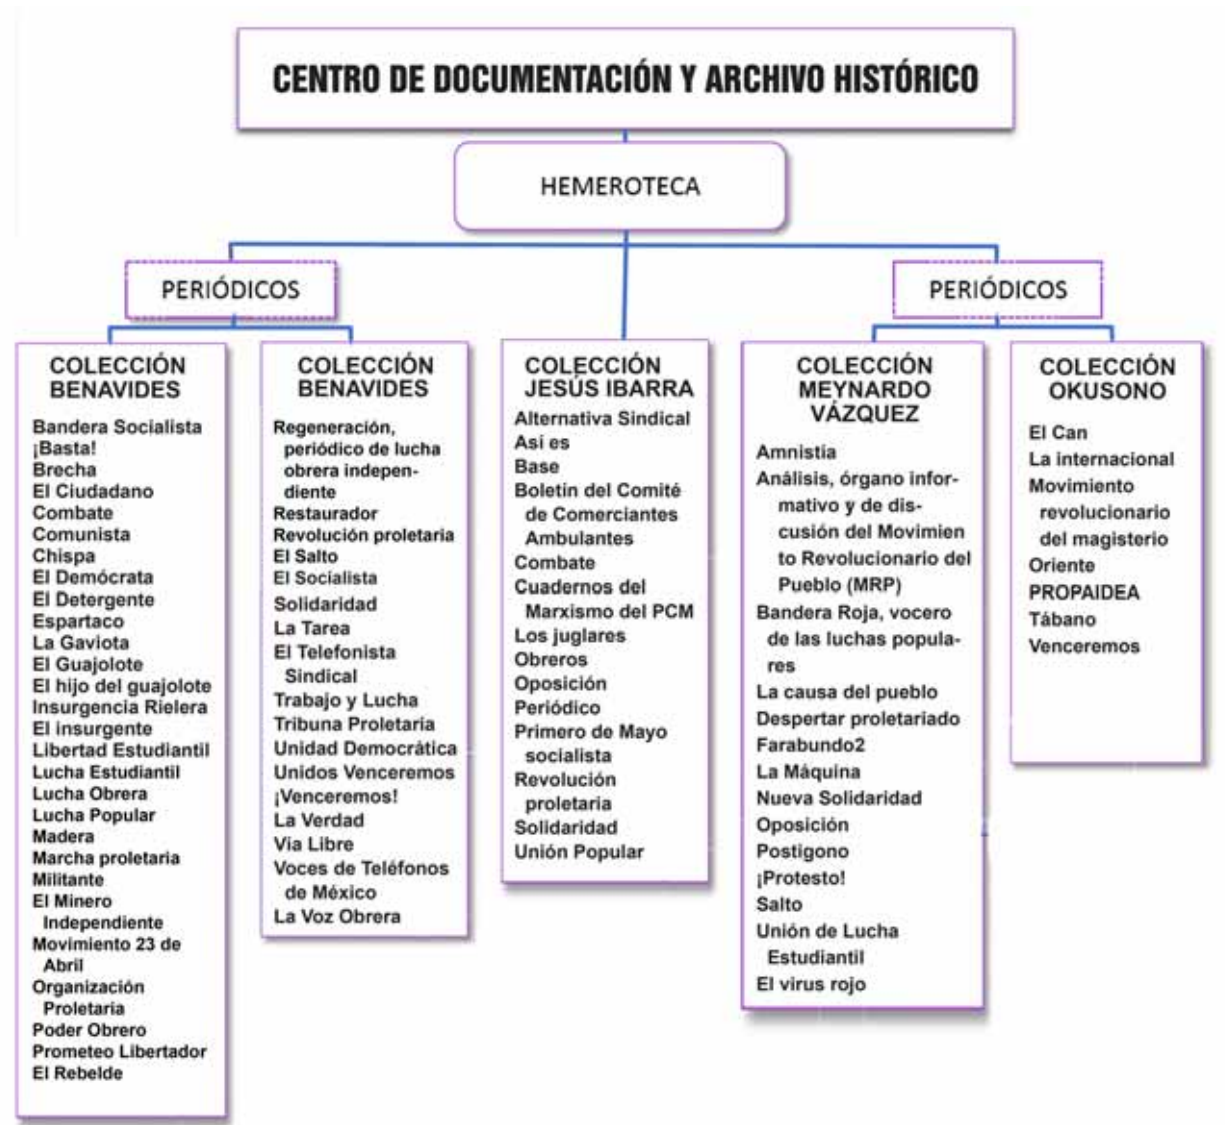 CENTRO DE DOCUMENTACIÓN Y ARCHIVO HISTÓRICO
HEMEROTECA
PERIÓDICOS
COLECCIÓN
BENAVIDES
Bandera Socialista
¡Basta!
Brecha
El Ciudadano
Combate
Comunista
Chispa
El Demócrata
El Detergente
Espartaco
La Gaviota
El Guajolote
El hijo del guajolote
Insurgencia Rielera
El insurgente
Libertad Estudiantil
Lucha Estudiantil
Lucha Obrera
Lucha Popular
Madera
Marcha proletaria
Militante
El Minero
Independiente
Movimiento 23 de
Abril
Organización
Proletaria
Poder Obrero
Prometeo Libertador
El Rebelde
COLECCIÓN
BENAVIDES
Regeneración,
periódico de lucha
obrera indepen-
diente
Restaurador
Revolución proletaria
El Salto
El Socialista
Solidaridad
La Tarea
El Telefonista
Sindical
Trabajo y Lucha
Tribuna Proletaria
Unidad Democrática
Unidos Venceremos
¡Venceremos!
La Verdad
Via Libre
Voces de Teléfonos
de México
La Voz Obrera
COLECCIÓN
JESÚS IBARRA
Alternativa Sindical
Así es
Base
Boletín del Comité
de Comerciantes
Ambulantes
Combate
Cuadernos del
Marxismo del PCM
Los juglares
Obreros
Oposición
Periódico
Primero de Mayo
socialista
Revolución
proletaria
Solidaridad
Unión Popular
PERIÓDICOS
COLECCIÓN
MEYNARDO
VÁZQUEZ
Amnistía
Análisis, órgano infor-
mativo y de dis-
cusión del Movimien
to Revolucionario del
Pueblo (MRP)
Bandera Roja, vocero
de las luchas popula-
res
La causa del pueblo
Despertar proletariado
Farabundo2
La Máquina
Nueva Solidaridad
Oposición
Postigono
¡Protesto!
Salto
Unión de Lucha
Estudiantil
El virus rojo
COLECCIÓN
OKUSONO
El Can
La internacional
Movimiento
revolucionario
del magisterio
Oriente
PROPAIDEA
Tábano
Venceremos